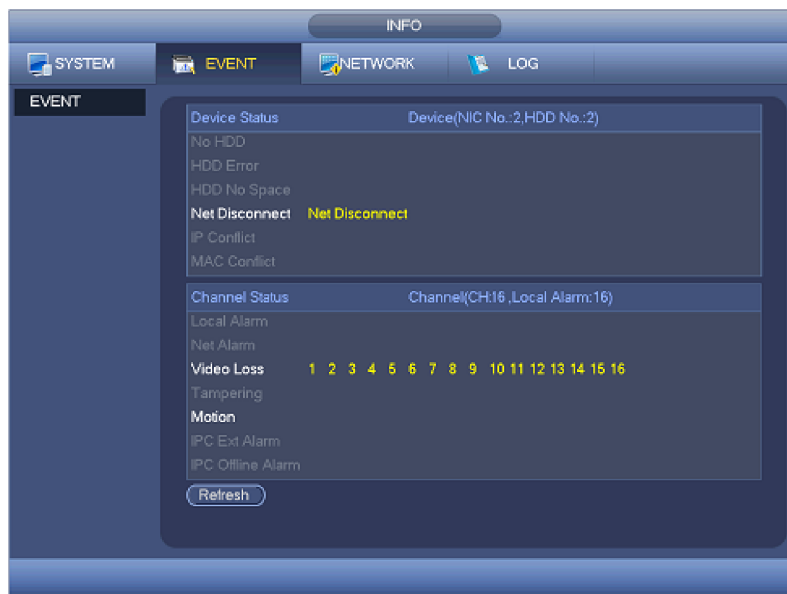 INFO
SYSTEM EVENT NETWORK LOG
EVENT
Device Status Device(NIC No.:2,HDD No.:2)
No HDD
HDD Error
HDD No Space
Net Disconnect Net Disconnect
IP Conflict
MAC Conflict
Channel Status Channel(CH:16 ,Local Alarm:16)
Local Alarm
Net Alarm
Video Loss 1 2 3 4 5 6 7 8 9 10 11 12 13 14 15 16
Tampering
Motion
IPC Ext Alarm
IPC Offline Alarm
Refresh